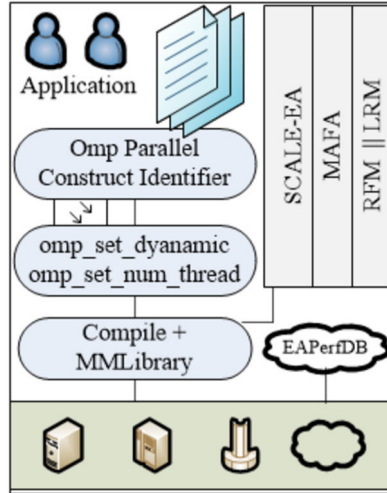 Application
Omp Parallel
Construct Identifier
omp_set_dyanamic
omp_set_num_thread
Compile +
MMLibrary
SCALE-EA
MAFA
RFM || LRM
EAPerfDB